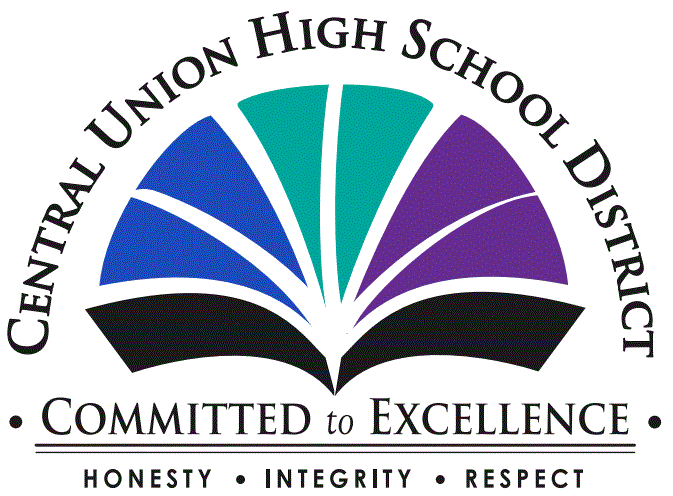 CENTRAL UNION HIGH SCHOOL DISTRICT
• COMMITTED to EXCELLENCE •
HONESTY • INTEGRITY • RESPECT